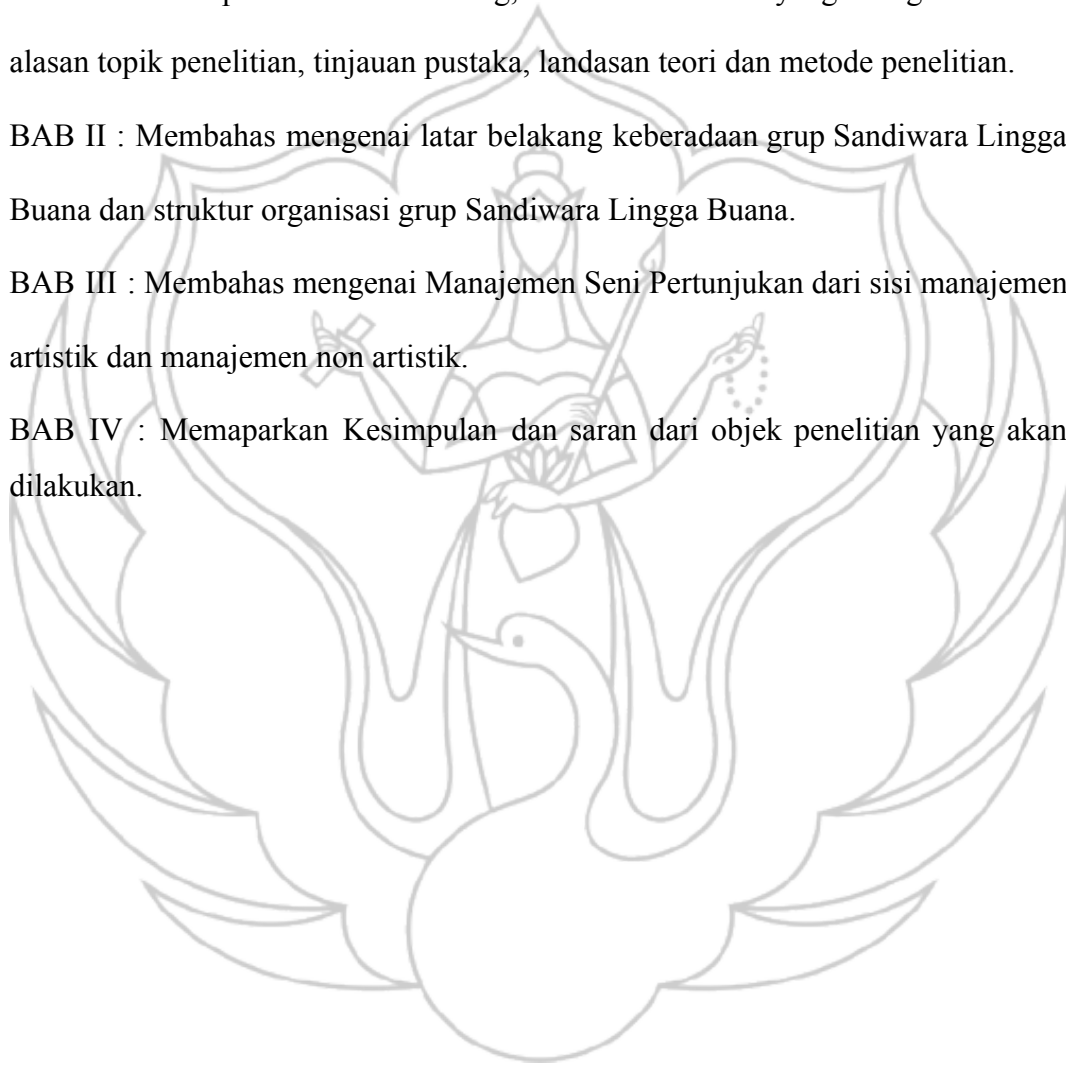 alasan topik penelitian, tinjauan pustaka, landasan teori dan metode penelitian.
BAB II : Membahas mengenai latar belakang keberadaan grup Sandiwara Lingga
Buana dan struktur organisasi grup Sandiwara Lingga Buana.
BAB III : Membahas mengenai Manajemen Seni Pertunjukan dari sisi manajemen
artistik dan manajemen non artistik.
BAB IV : Memaparkan Kesimpulan dan saran dari objek penelitian yang akan
dilakukan.